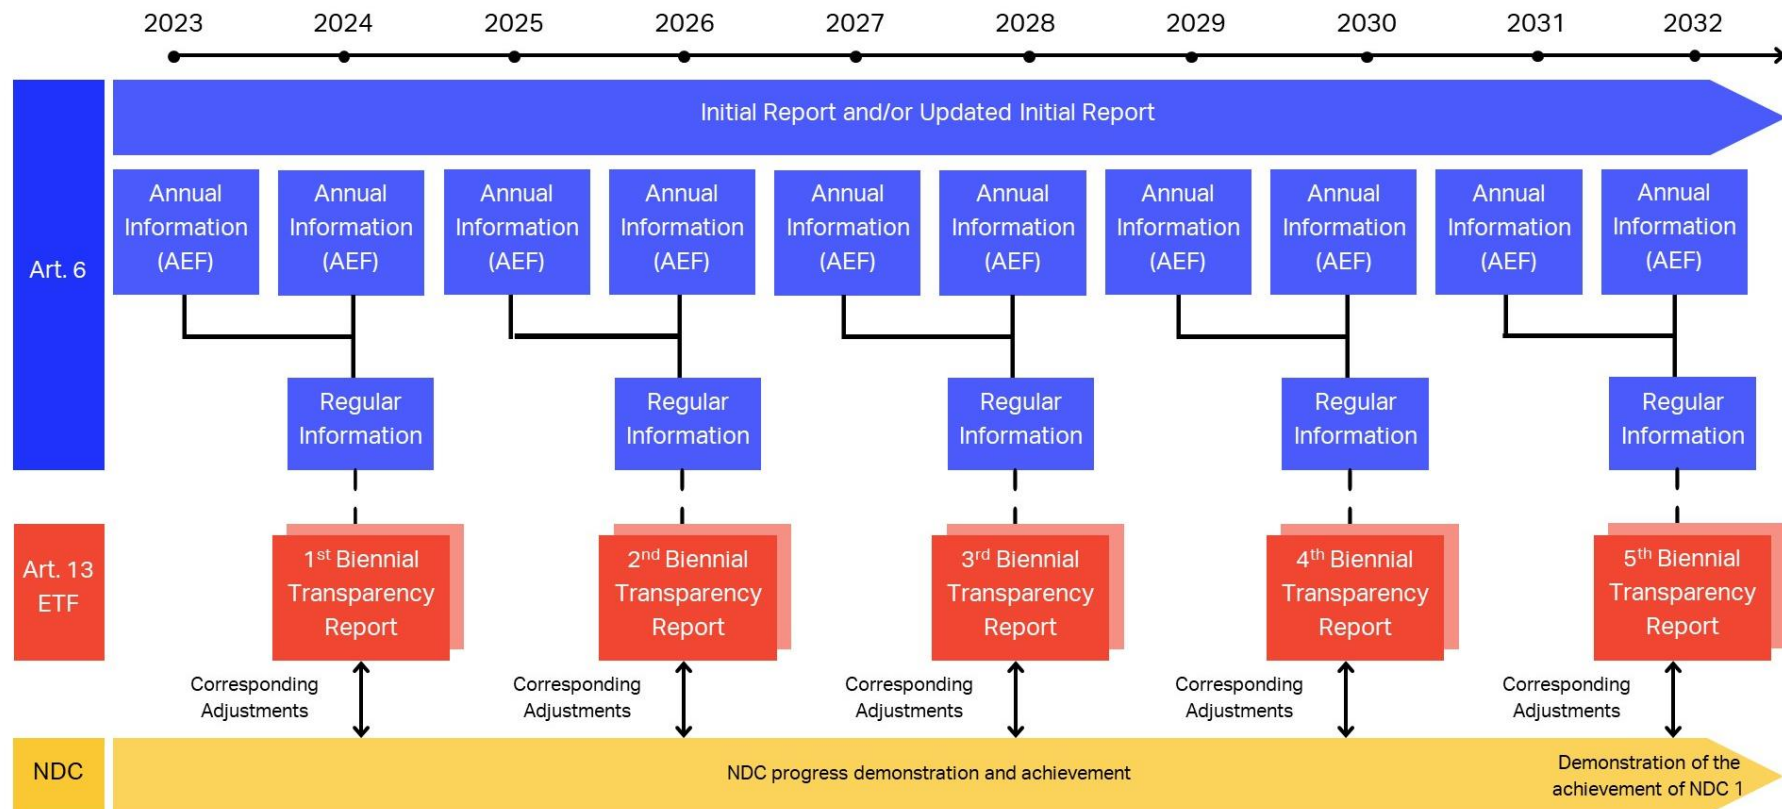 2023 2024 2025 2026 2027 2028 2029 2030 2031 2032
Art. 6
Initial Report and/or Updated Initial Report
Annual
Information
(AEF)
Annual
Information
(AEF)
Annual
Information
(AEF)
Annual
Information
(AEF)
Annual
Information
(AEF)
Annual
Information
(AEF)
Annual
Information
(AEF)
Annual
Information
(AEF)
Annual
Information
(AEF)
Annual
Information
(AEF)
Regular
Information
Regular
Information
Regular
Information
Regular
Information
Regular
Information
Art. 13
ETF
1st Biennial
Transparency
Report
2nd Biennial
Transparency
Report
3rd Biennial
Transparency
Report
4th Biennial
Transparency
Report
5th Biennial
Transparency
Report
Corresponding
Adjustments
Corresponding
Adjustments
Corresponding
Adjustments
Corresponding
Adjustments
Corresponding
Adjustments
NDC
NDC progress demonstration and achievement
Demonstration of the
achievement of NDC 1